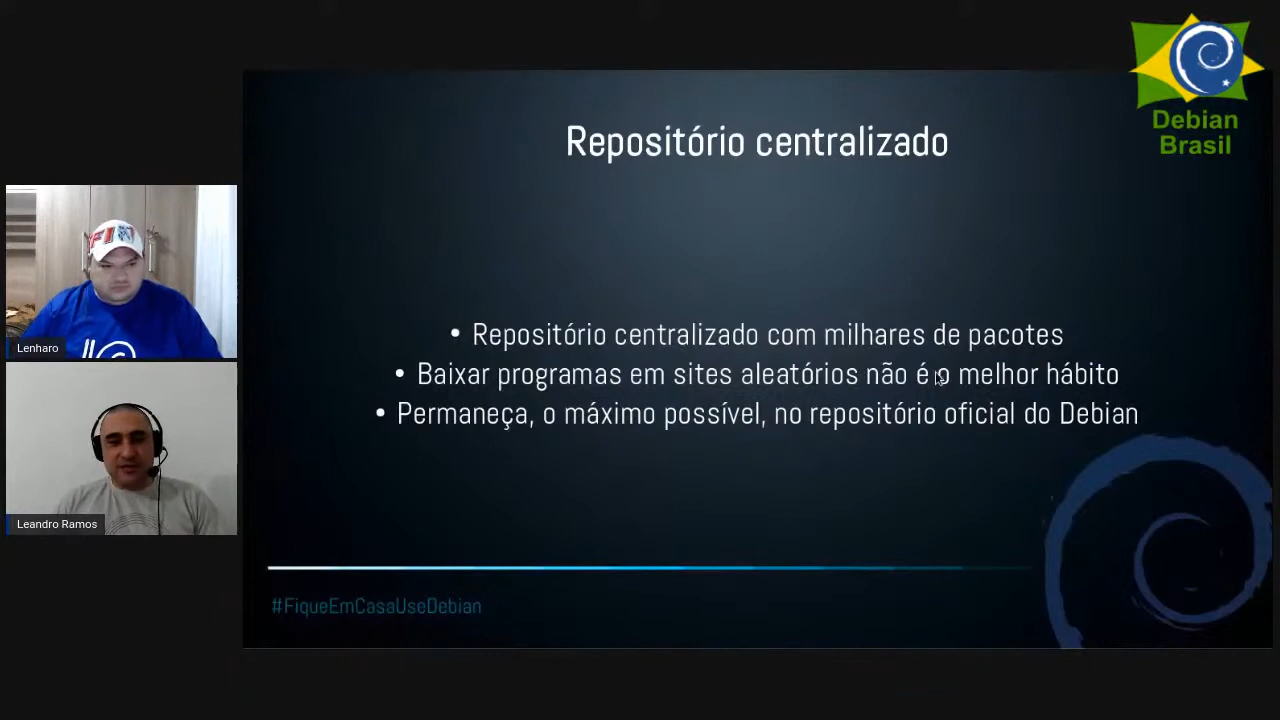 Debian
Brasil
Repositório centralizado
FIN
Lenharo
Leandro Ramos
• Repositório centralizado com milhares de pacotes
• Baixar programas em sites aleatórios não é o melhor hábito
• Permaneça, o máximo possível, no repositório oficial do Debian
#FiqueEmCasaUseDebian